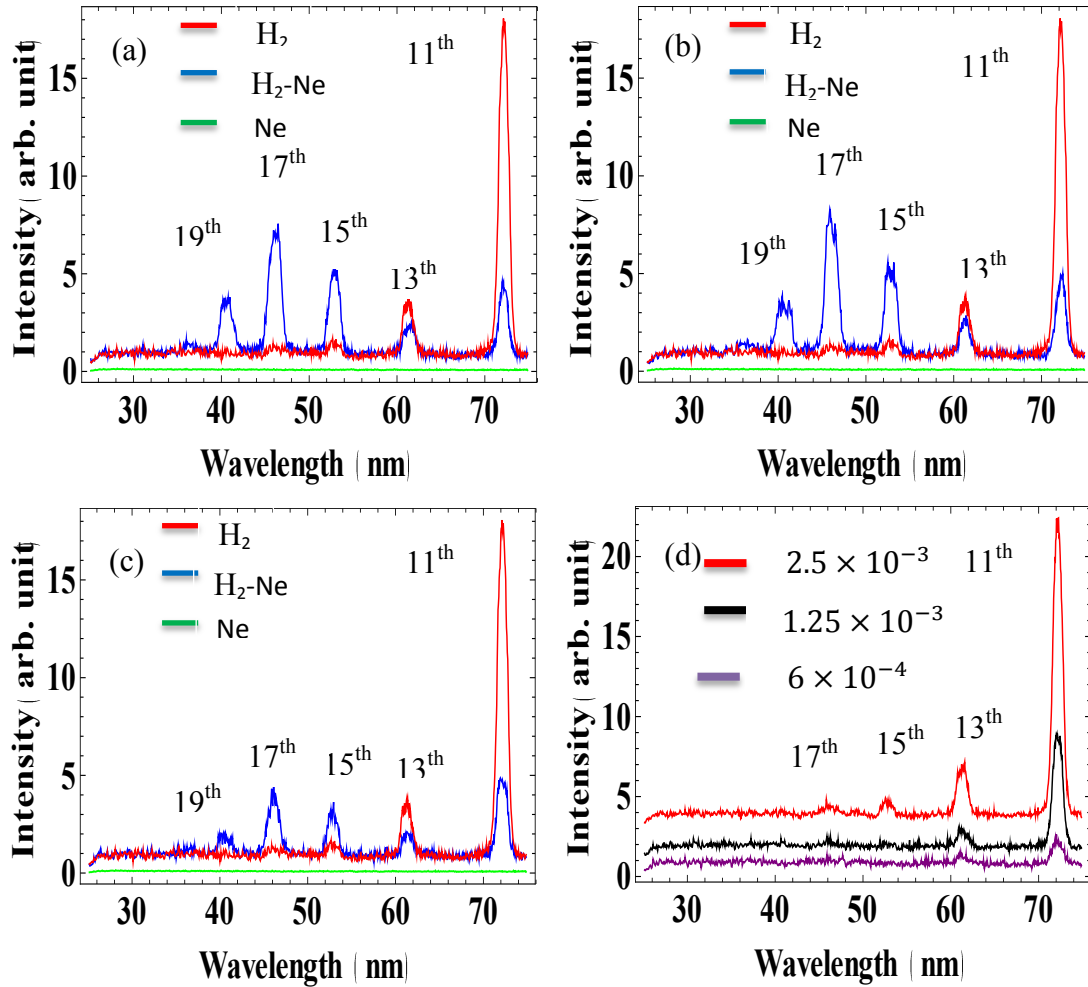 (a)
H₂
H₂-Ne
Ne
11th
17th
19th
15th
13th
15
10
5
0
30 40 50 60 70
Intensity( arb. unit)
Wavelength ( nm)
(b)
H₂
H₂-Ne
Ne
11th
17th
19th
15th
13th
15
10
5
0
30 40 50 60 70
Intensity( arb. unit)
Wavelength ( nm)
(c)
H₂
H₂-Ne
Ne
11th
17th
19th
15th
13th
15
10
5
0
30 40 50 60 70
Intensity( arb. unit)
Wavelength ( nm)
(d)
2.5 × 10⁻³
1.25 × 10⁻³
6 × 10⁻⁴
11th
13th
15th
17th
20
15
10
5
0
30 40 50 60 70
Intensity( arb. unit)
Wavelength ( nm)